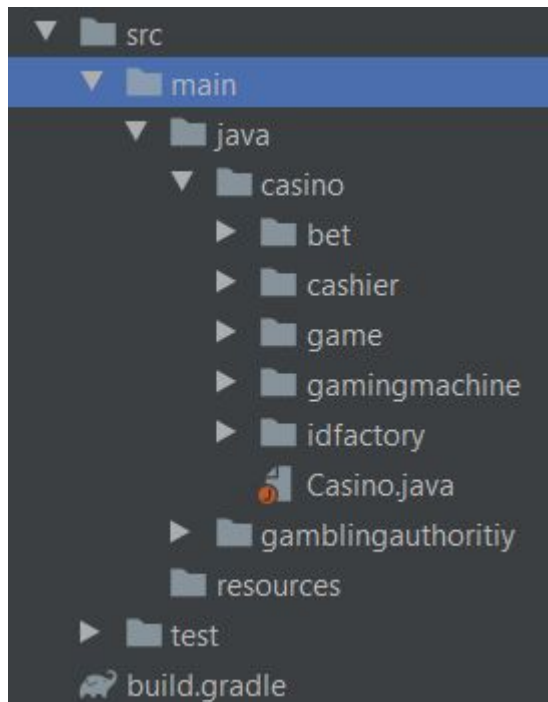 src
main
java
casino
bet
cashier
game
gamingmachine
idfactory
Casino.java
gamblingauthoritiy
resources
test
build.gradle